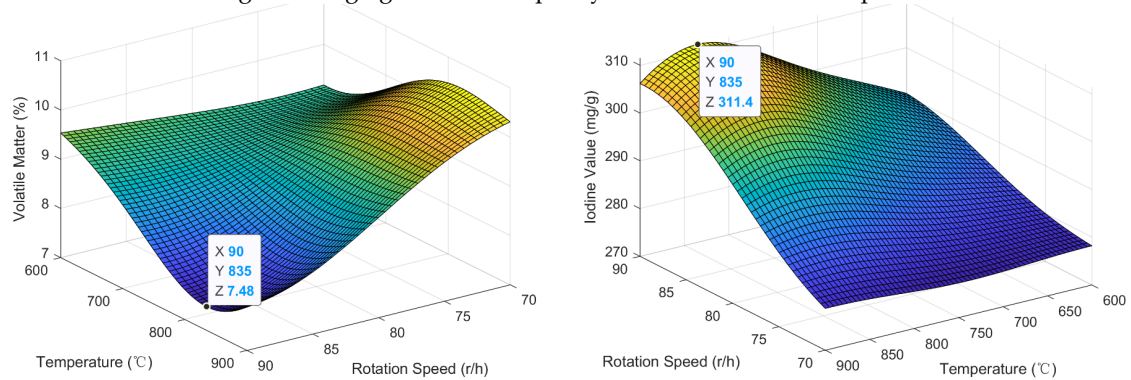 11
10
9
8
7
Volatile Matter (%)
600
700
800
900
Temperature (℃)
90
85
80
75
70
Rotation Speed (r/h)
X 90
Y 835
Z 7.48
310
300
290
280
270
Iodine Value (mg/g)
90
85
80
75
70
Rotation Speed (r/h)
900
850
800
750
700
650
600
Temperature (℃)
X 90
Y 835
Z 311.4